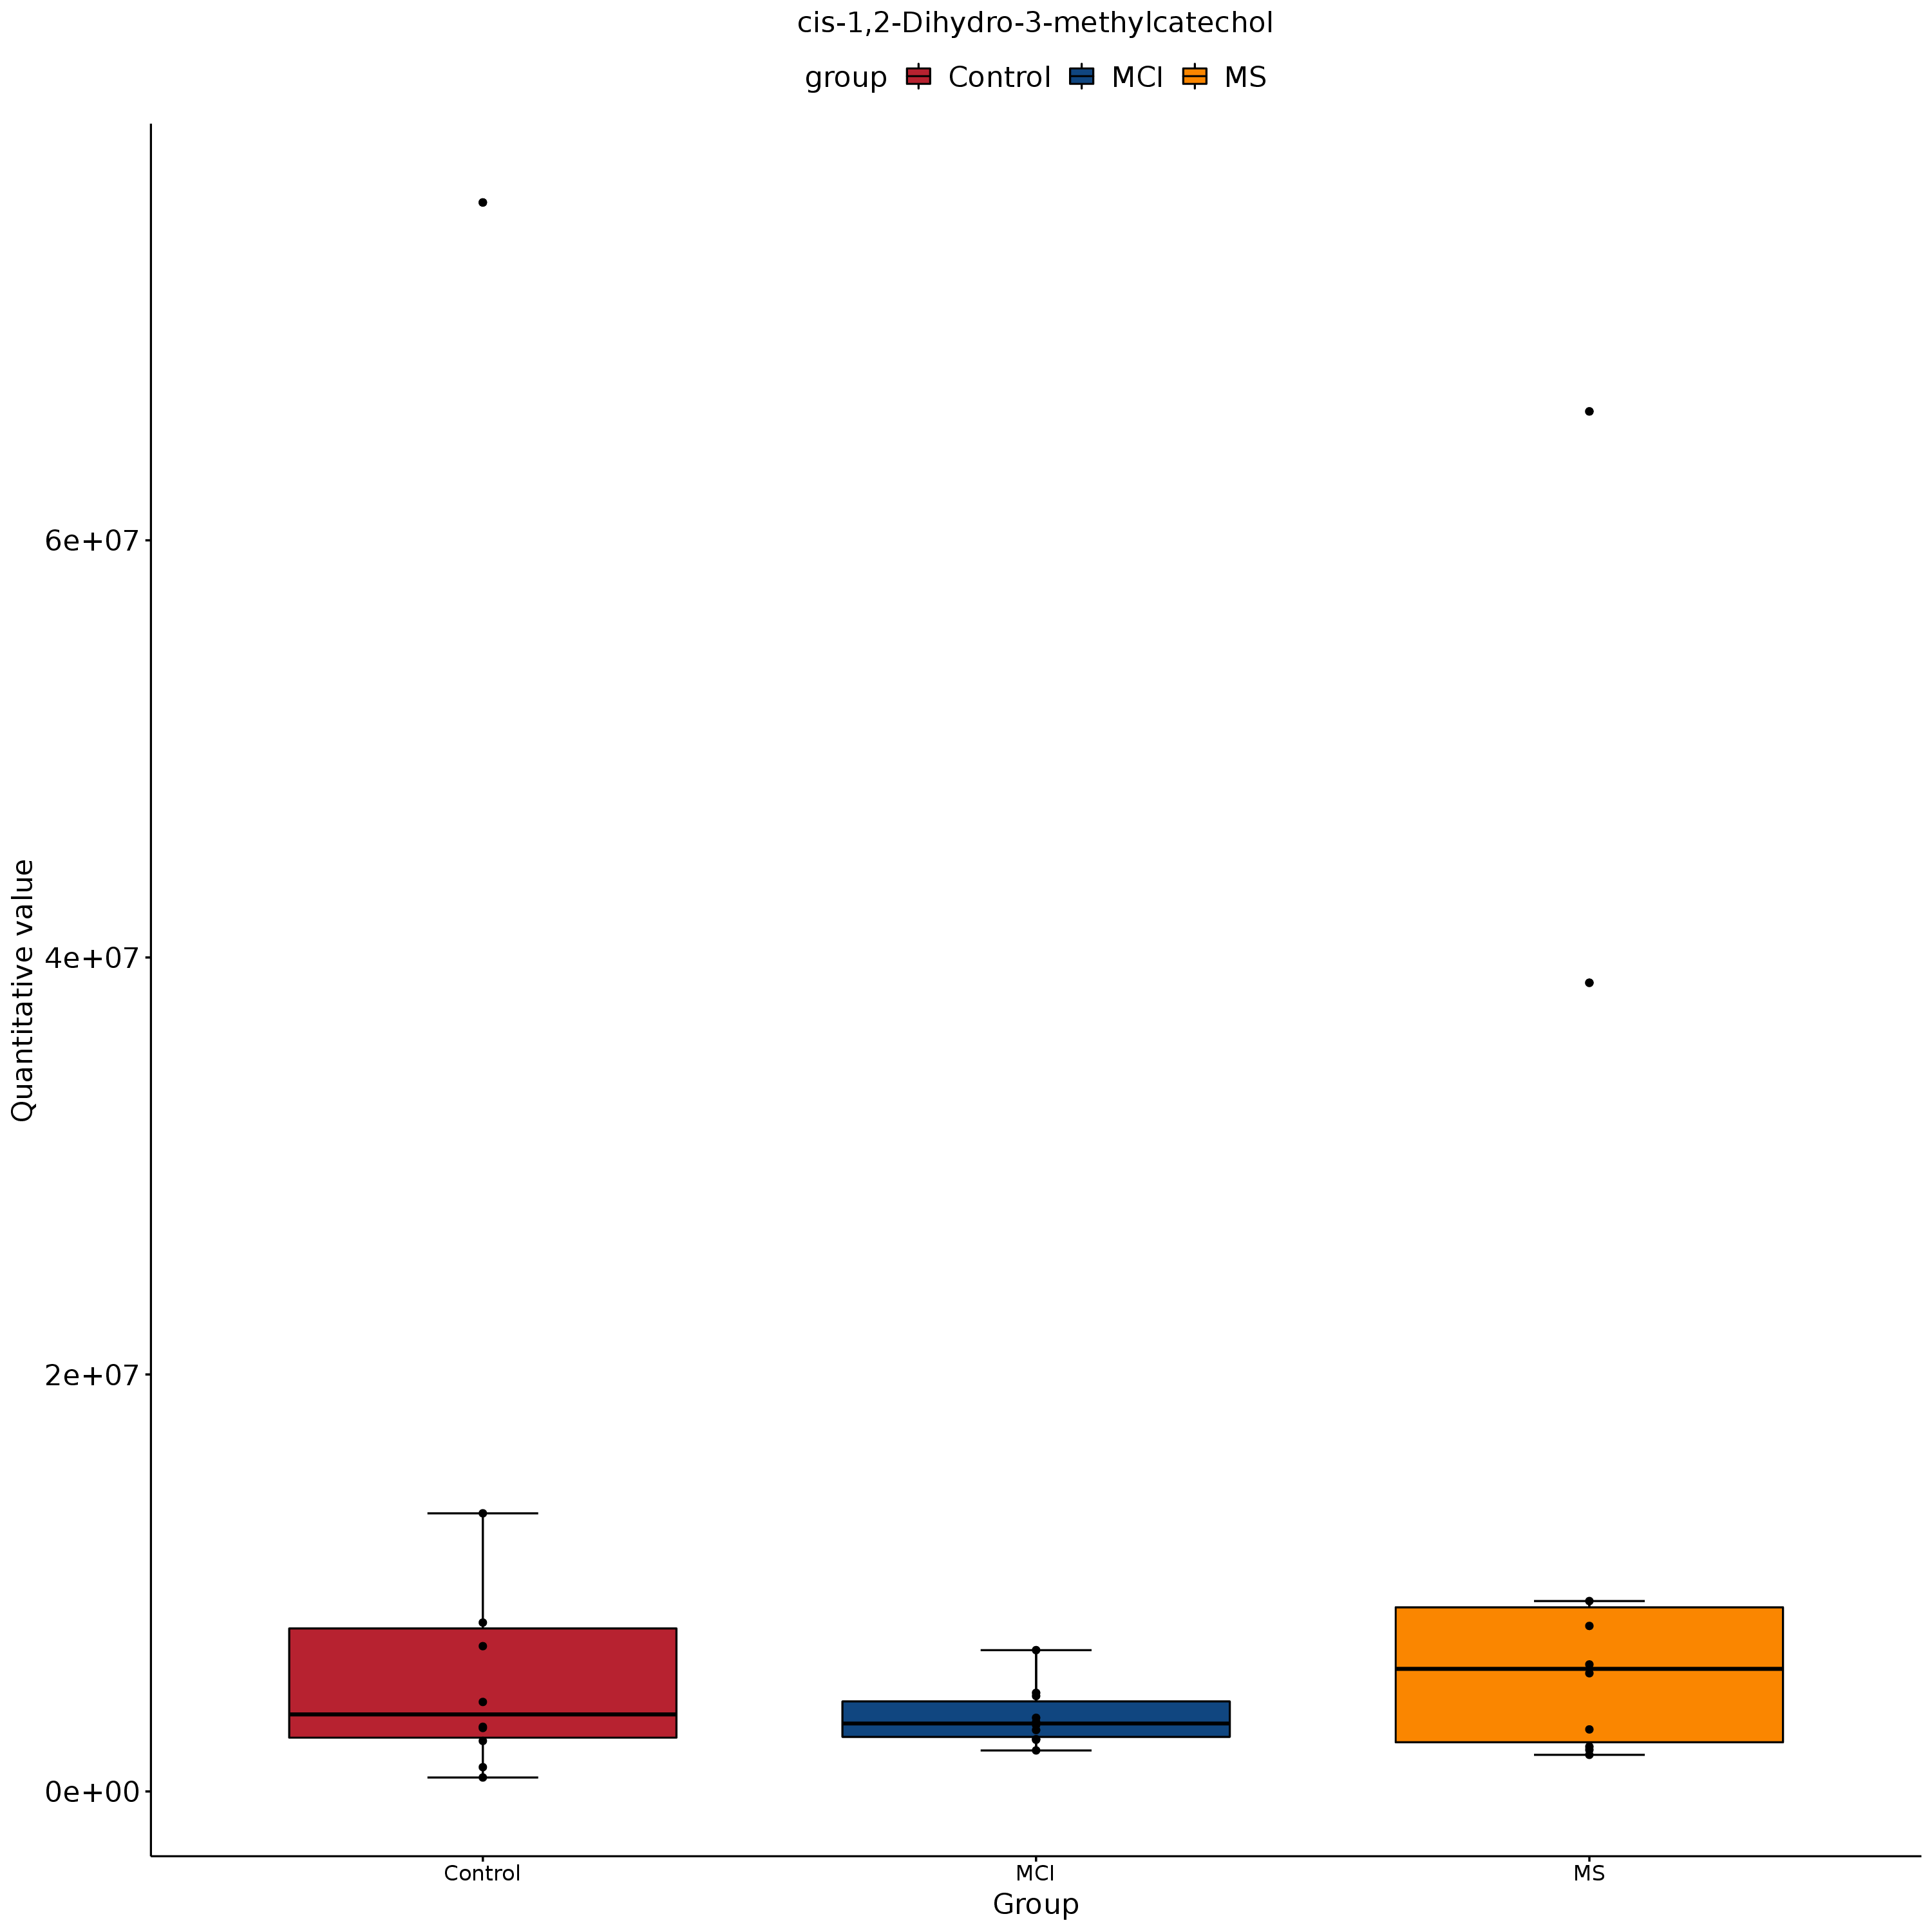 cis-1,2-Dihydro-3-methylcatechol
group Control MCI MS
Quantitative value
6e+07
4e+07
2e+07
0e+00
Control MCI MS
Group